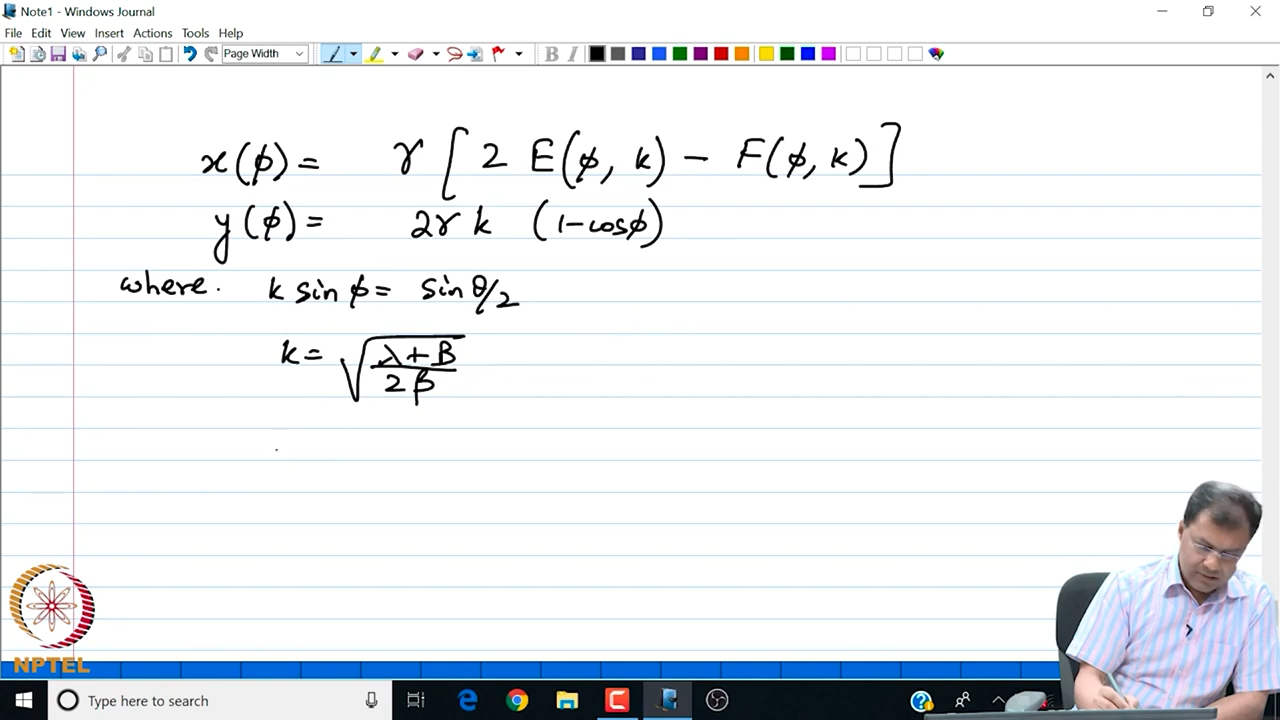 Note1 - Windows Journal
File Edit View Insert Actions Tools Help
Page Width
x(ϕ) = γ [2 E(ϕ, k) − F(ϕ, k)]
y(ϕ) = 2γ k (1−cosϕ)
where. k sin ϕ = sin θ/2
k = √((λ+β)/(2β))
NPTEL
Type here to search